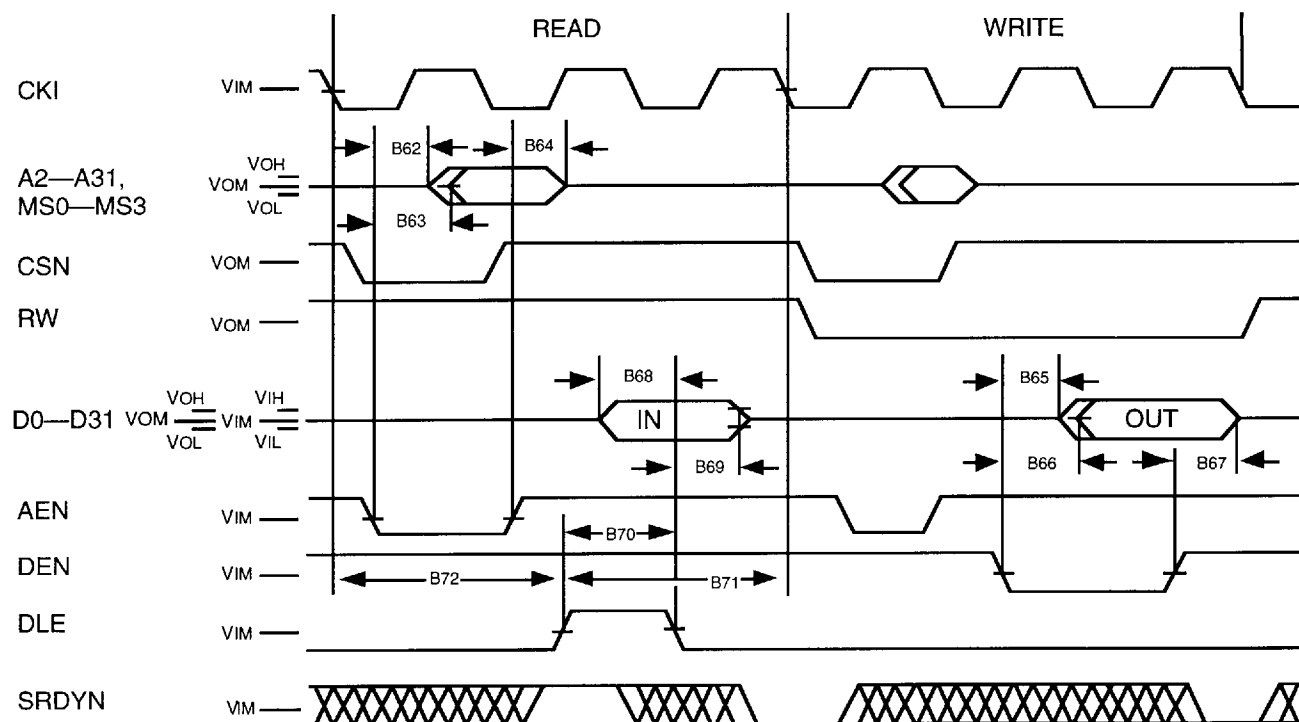 READ WRITE
CKI VIM
B62 B64
A2—A31,
MS0—MS3
VOH
VOM
VOL
B63
CSN VOM
RW VOM
B68 B65
D0—D31
VOH VIH
VOM VIM
VOL VIL
IN OUT
B69 B66 B67
AEN VIM
B70
DEN VIM
B72 B71
DLE VIM
SRDYN VIM